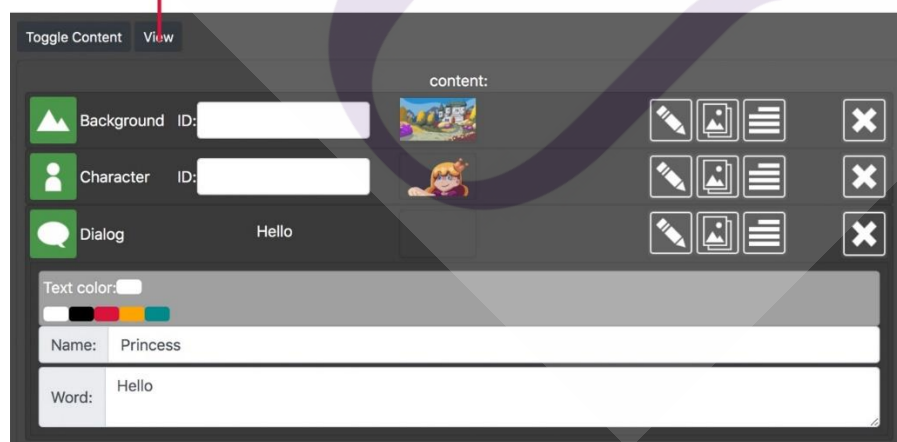 Toggle Content View
content:
Background ID:
Character ID:
Dialog Hello
Text color:
Name: Princess
Word: Hello